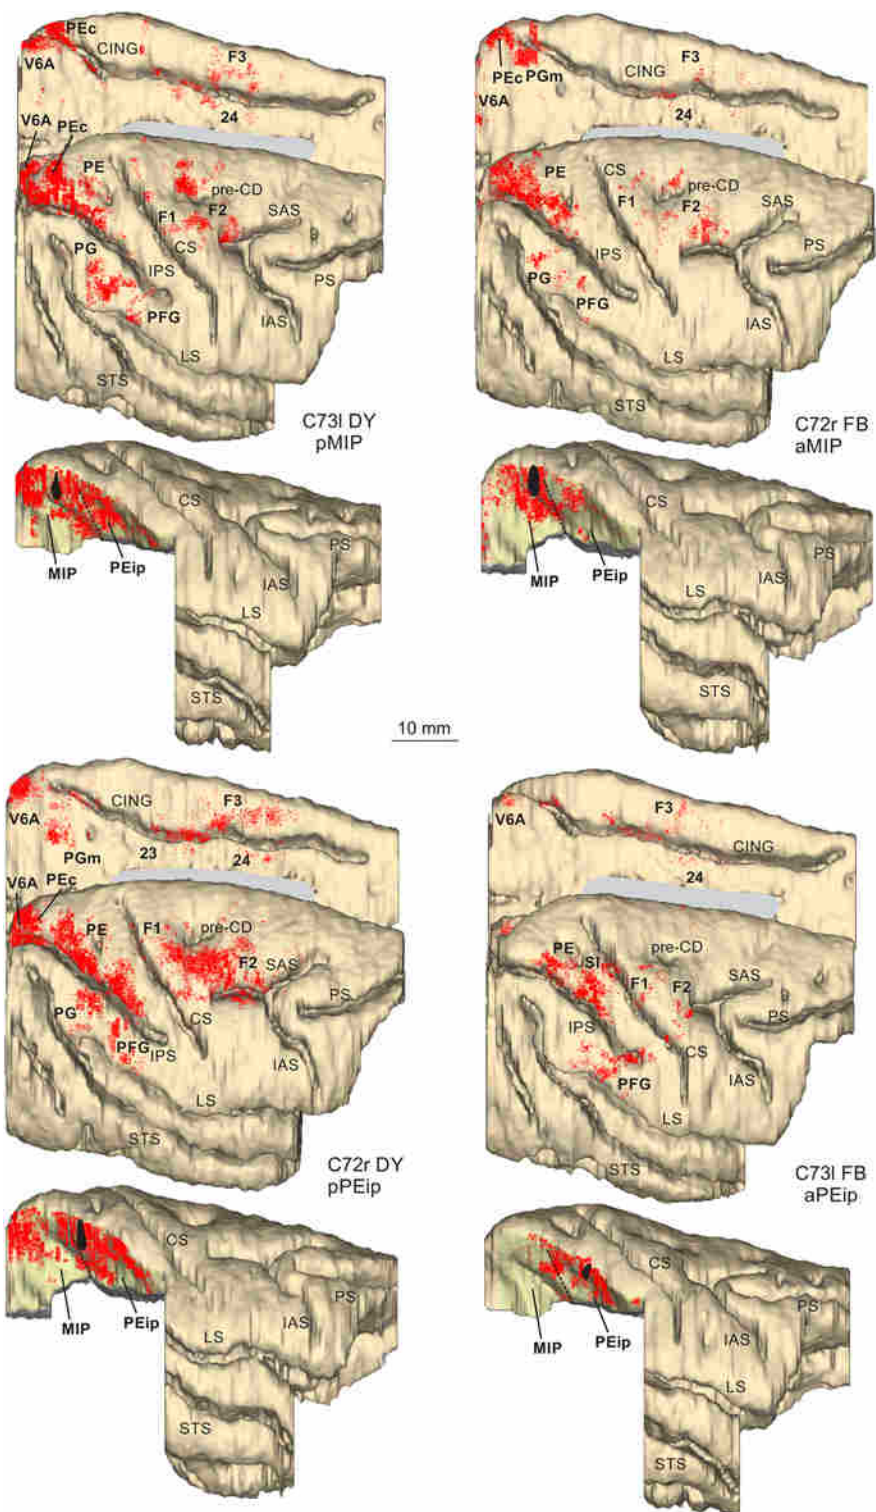 PEc
CING
F3
V6A
24
V6A
PEc
PE
pre-CD
F1
F2
SAS
CS
PG
IPS
PS
PFG
IAS
LS
STS
C73l DY
pMIP
CS
PS
MIP
PEip
IAS
LS
STS
PEc PGm
CING
F3
V6A
24
PE
CS
pre-CD
F1
F2
SAS
IPS
PS
PG
PFG
IAS
LS
STS
C72r FB
aMIP
CS
PS
MIP
PEip
IAS
LS
STS
10 mm
CING
F3
V6A
PGm
23
24
V6A
PEc
PE
F1
pre-CD
F2
SAS
PS
PG
CS
PFG
IPS
IAS
LS
STS
C72r DY
pPEip
CS
PS
MIP
PEip
IAS
LS
STS
V6A
F3
CING
24
PE
SI
pre-CD
F1
F2
SAS
PS
IPS
CS
PFG
IAS
LS
STS
C73l FB
aPEip
CS
PS
MIP
PEip
IAS
LS
STS